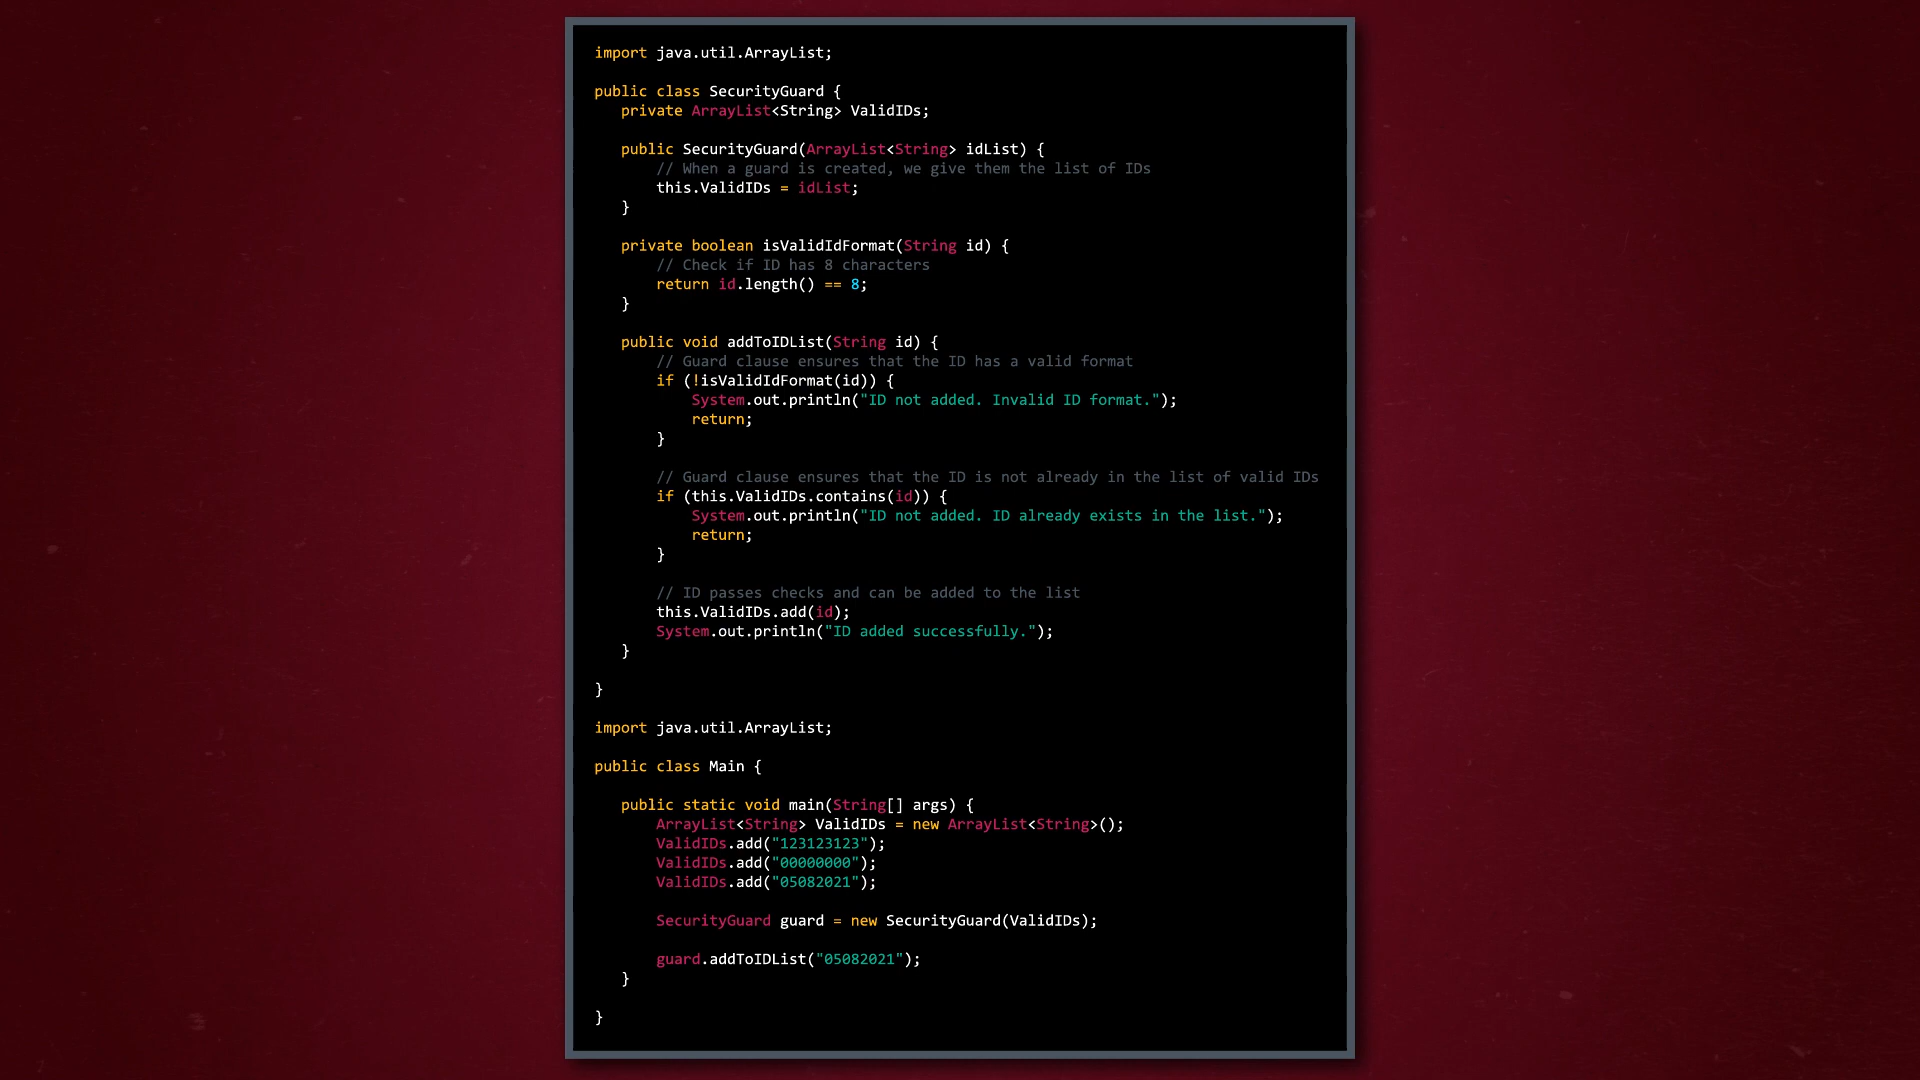 import java.util.ArrayList;
public class SecurityGuard {
private ArrayList<String> ValidIDs;
public SecurityGuard(ArrayList<String> idList) {
// When a guard is created, we give them the list of IDs
this.ValidIDs = idList;
}
private boolean isValidIdFormat(String id) {
// Check if ID has 8 characters
return id.length() == 8;
}
public void addToIDList(String id) {
// Guard clause ensures that the ID has a valid format
if (!isValidIdFormat(id)) {
System.out.println("ID not added. Invalid ID format.");
return;
}
// Guard clause ensures that the ID is not already in the list of valid IDs
if (this.ValidIDs.contains(id)) {
System.out.println("ID not added. ID already exists in the list.");
return;
}
// ID passes checks and can be added to the list
this.ValidIDs.add(id);
System.out.println("ID added successfully.");
}
}
import java.util.ArrayList;
public class Main {
public static void main(String[] args) {
ArrayList<String> ValidIDs = new ArrayList<String>();
ValidIDs.add("123123123");
ValidIDs.add("00000000");
ValidIDs.add("05082021");
SecurityGuard guard = new SecurityGuard(ValidIDs);
guard.addToIDList("05082021");
}
}